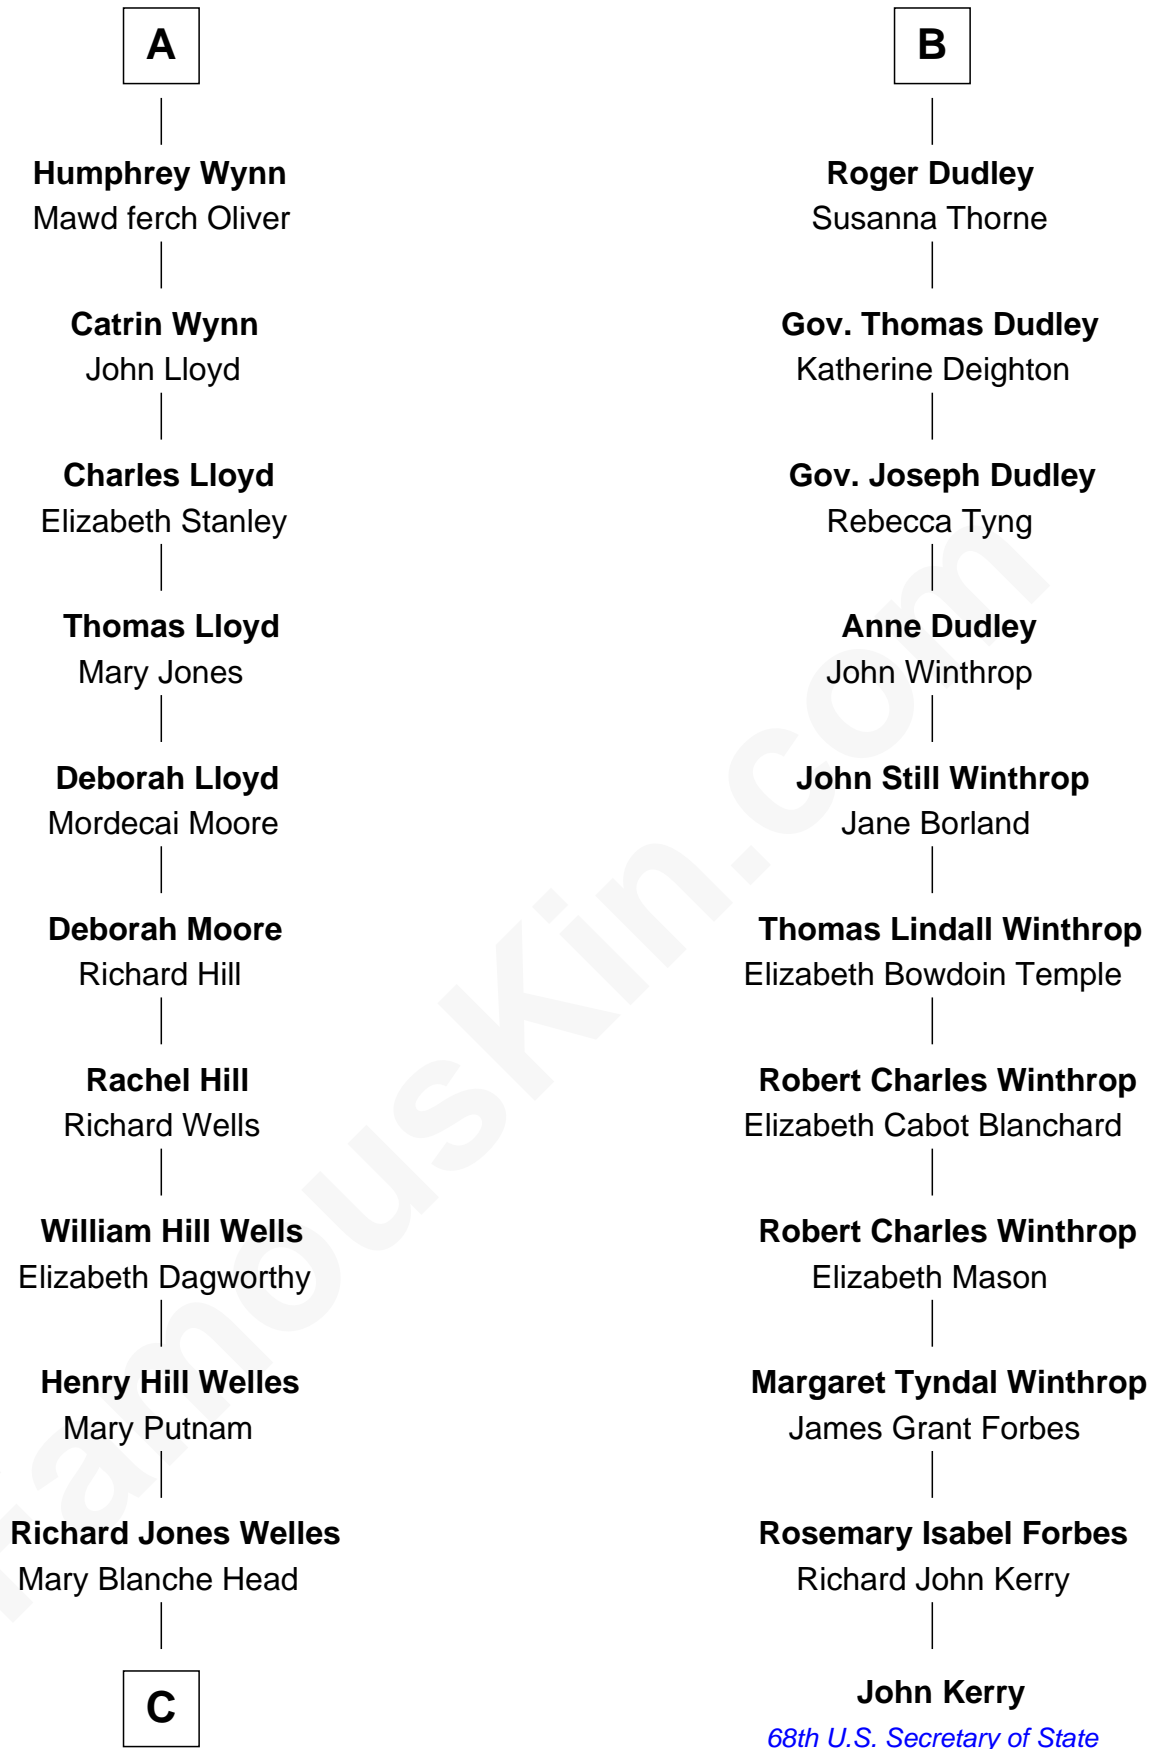 A
Humphrey Wynn
Mawd ferch Oliver
Catrin Wynn
John Lloyd
Charles Lloyd
Elizabeth Stanley
Thomas Lloyd
Mary Jones
Deborah Lloyd
Mordecai Moore
Deborah Moore
Richard Hill
Rachel Hill
Richard Wells
William Hill Wells
Elizabeth Dagworthy
Henry Hill Welles
Mary Putnam
Richard Jones Welles
Mary Blanche Head
C
B
Roger Dudley
Susanna Thorne
Gov. Thomas Dudley
Katherine Deighton
Gov. Joseph Dudley
Rebecca Tyng
Anne Dudley
John Winthrop
John Still Winthrop
Jane Borland
Thomas Lindall Winthrop
Elizabeth Bowdoin Temple
Robert Charles Winthrop
Elizabeth Cabot Blanchard
Robert Charles Winthrop
Elizabeth Mason
Margaret Tyndal Winthrop
James Grant Forbes
Rosemary Isabel Forbes
Richard John Kerry
John Kerry
68th U.S. Secretary of State
FamousKin.com